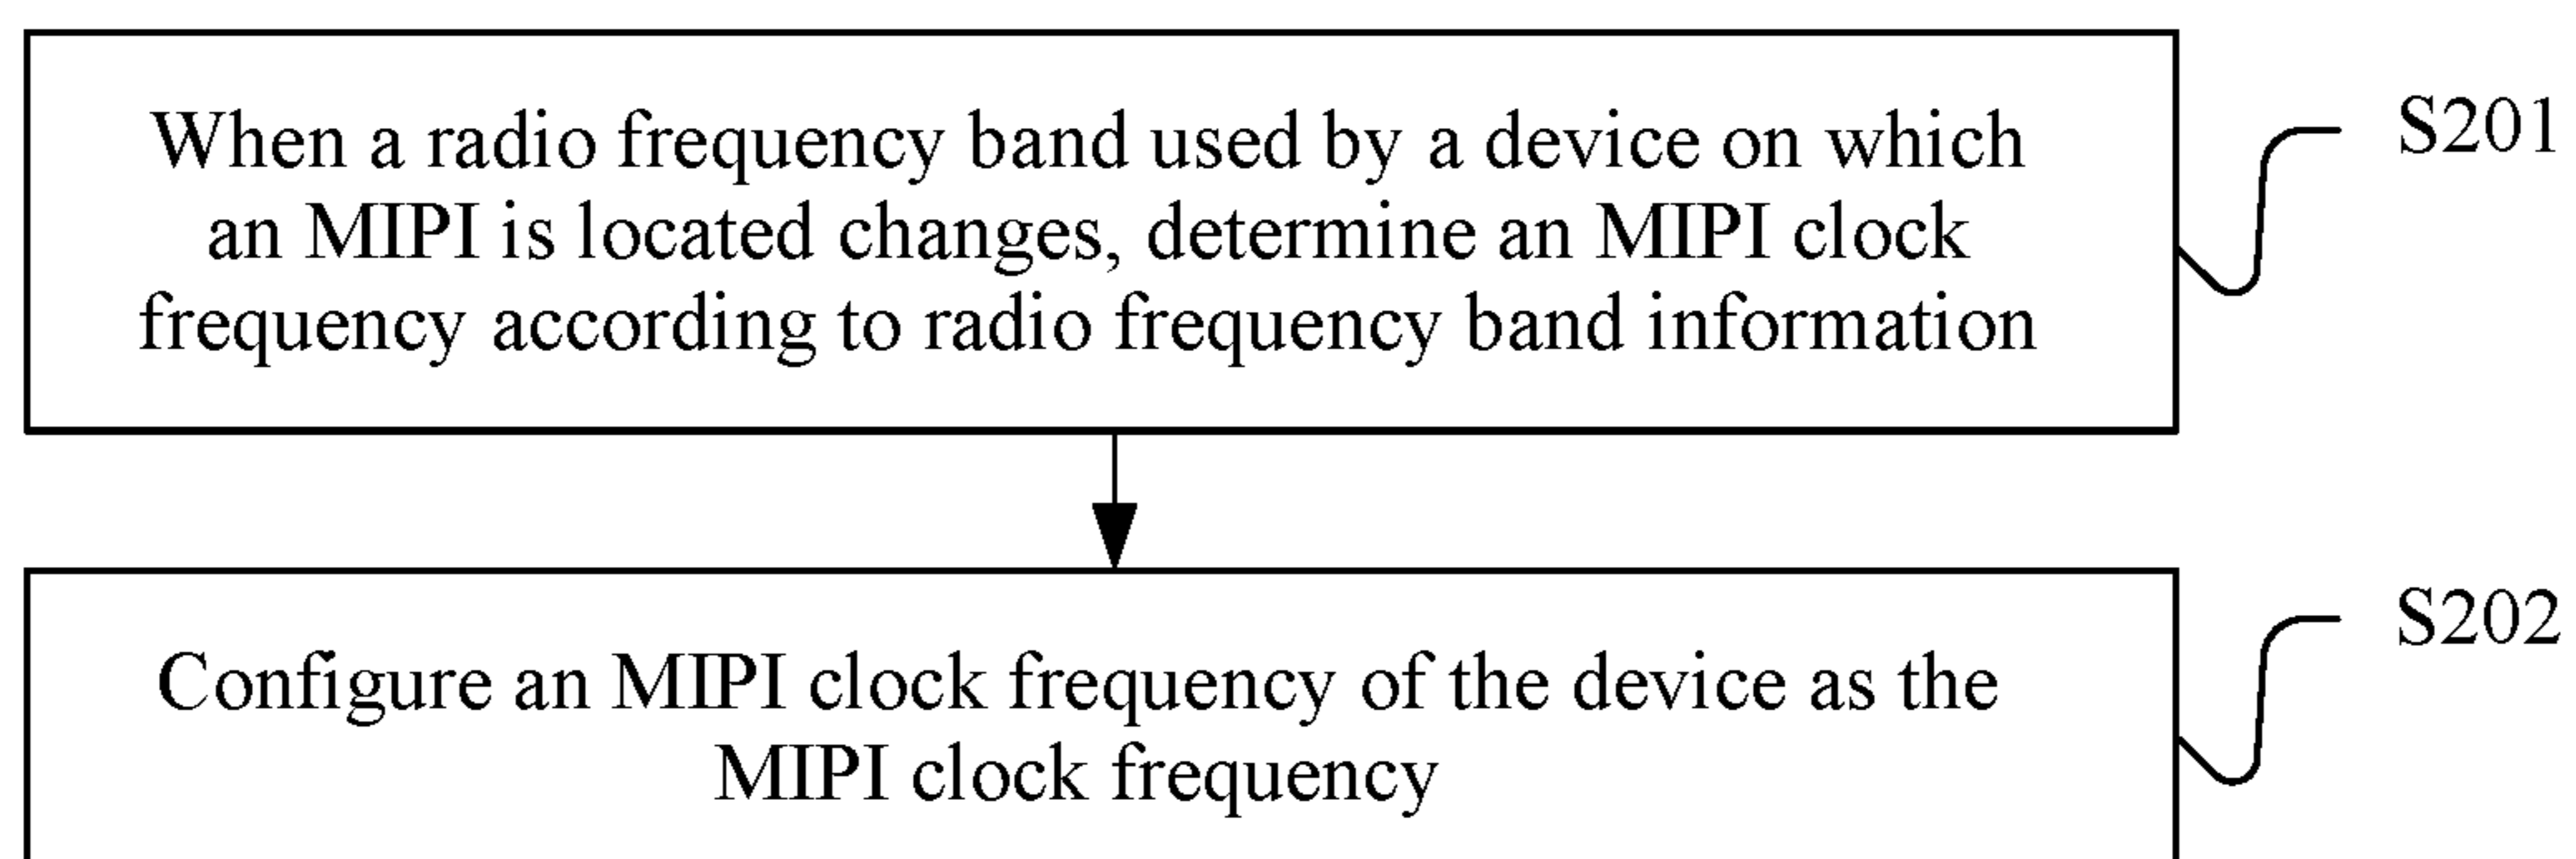 When a radio frequency band used by a device on which
an MIPI is located changes, determine an MIPI clock
frequency according to radio frequency band information
S201
Configure an MIPI clock frequency of the device as the
MIPI clock frequency
S202